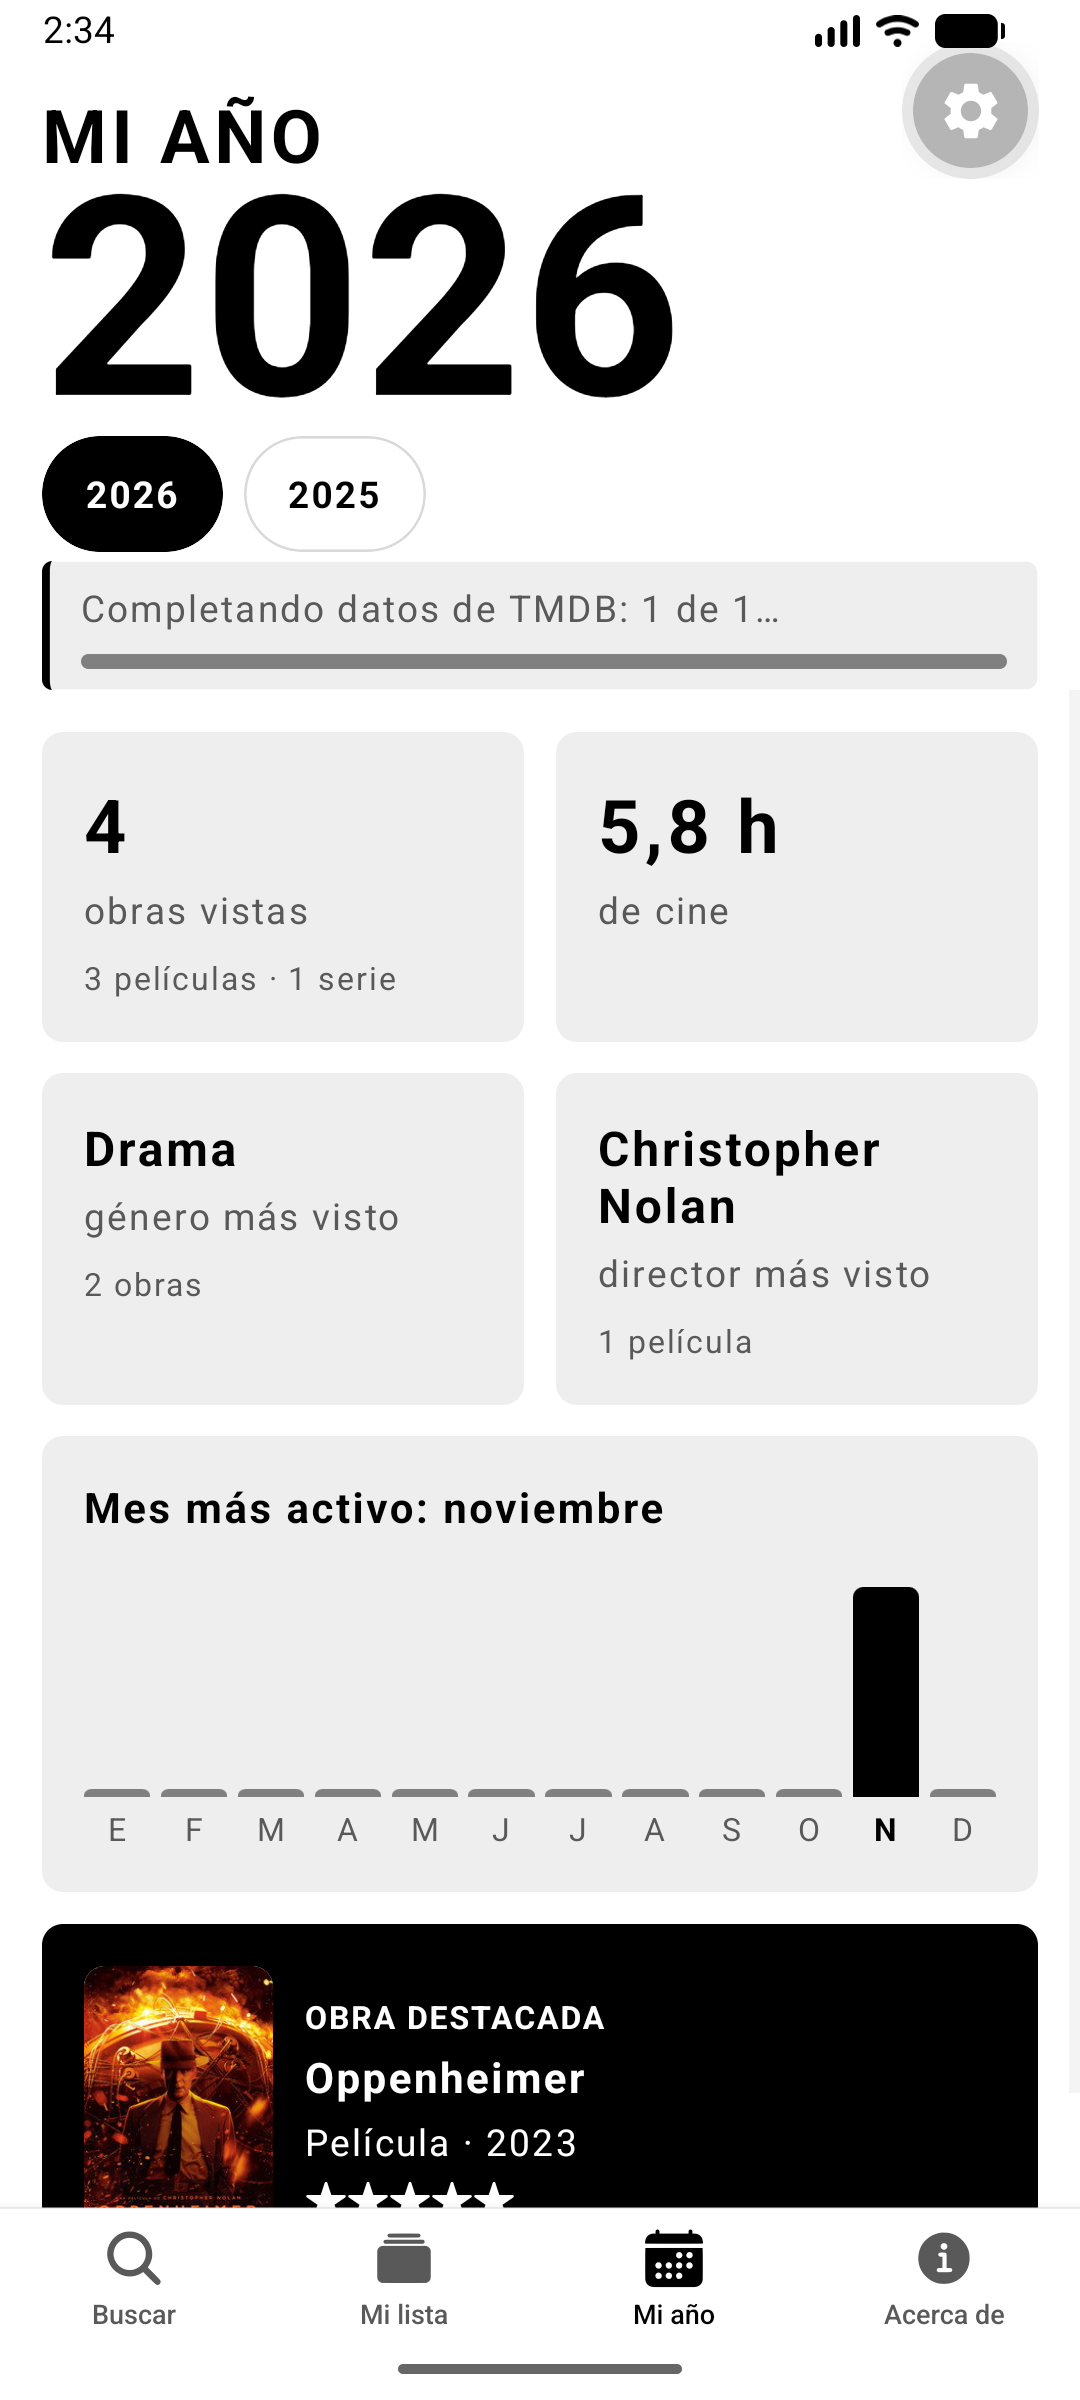 2:34
MI AÑO
2026
2026
2025
Completando datos de TMDB: 1 de 1…
4
obras vistas
3 películas · 1 serie
5,8 h
de cine
Drama
género más visto
2 obras
Christopher
Nolan
director más visto
1 película
Mes más activo: noviembre
E F M A M J J A S O N D
OBRA DESTACADA
Oppenheimer
Película · 2023
Buscar
Mi lista
Mi año
Acerca de